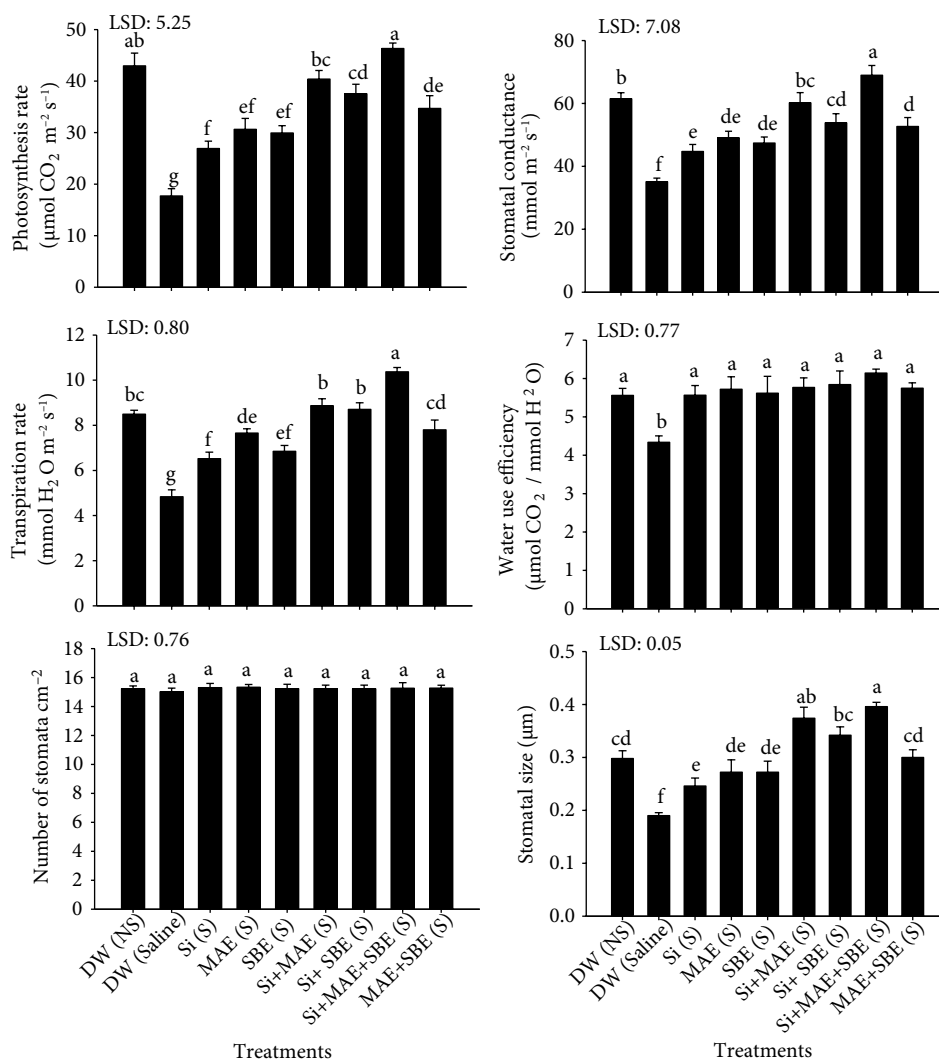 LSD: 5.25
Photosynthesis rate
(µmol CO₂ m⁻² s⁻¹)
50
40
30
20
10
0
ab
g
f
ef
ef
bc
cd
a
de
LSD: 7.08
Stomatal conductance
(mmol m⁻² s⁻¹)
80
60
40
20
0
b
f
e
d
de
bc
cd
a
d
LSD: 0.80
Transpiration rate
(mmol H₂ O m⁻² s⁻¹)
12
10
8
6
4
2
0
bc
g
f
de
ef
b
b
a
cd
LSD: 0.77
Water use efficiency
(µmol CO₂ / mmol H² O)
7
6
5
4
3
2
1
0
a
b
a
a
a
a
a
a
a
LSD: 0.76
Number of stomata cm⁻²
18
16
14
12
10
8
6
4
2
0
a
a
a
a
a
a
a
a
a
DW (NS)
DW (Saline)
Si (S)
MAE (S)
SBE (S)
Si+MAE (S)
Si+ SBE (S)
Si+MAE+SBE (S)
MAE+SBE (S)
Treatments
LSD: 0.05
Stomatal size (µm)
0.5
0.4
0.3
0.2
0.1
0.0
cd
f
e
de
de
ab
bc
a
cd
DW (NS)
DW (Saline)
Si (S)
MAE (S)
SBE (S)
Si+MAE (S)
Si+ SBE (S)
Si+MAE+SBE (S)
MAE+SBE (S)
Treatments